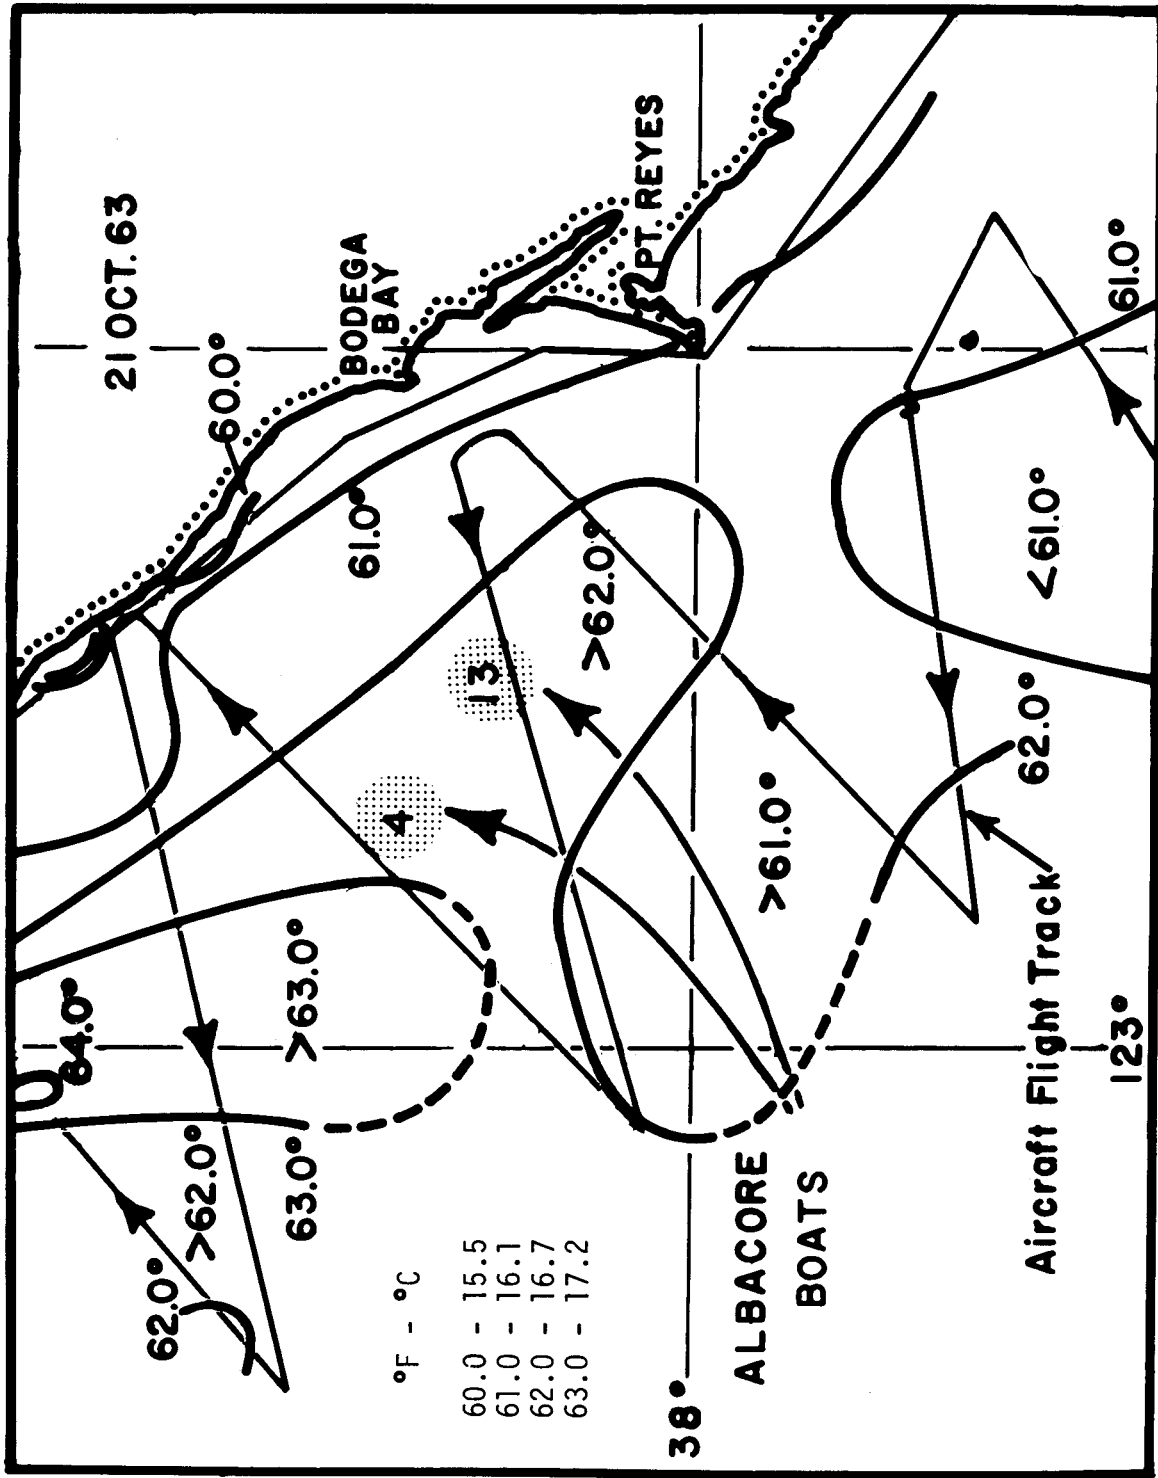 21 OCT. 63
60.0°
BODEGA
BAY
PT. REYES
61.0°
64.0°
>63.0°
>62.0°
63.0°
62.0°
4
13
>62.0°
>61.0°
<61.0°
61.0°
62.0°
°F - °C
60.0 - 15.5
61.0 - 16.1
62.0 - 16.7
63.0 - 17.2
38°
ALBACORE
BOATS
Aircraft Flight Track
123°